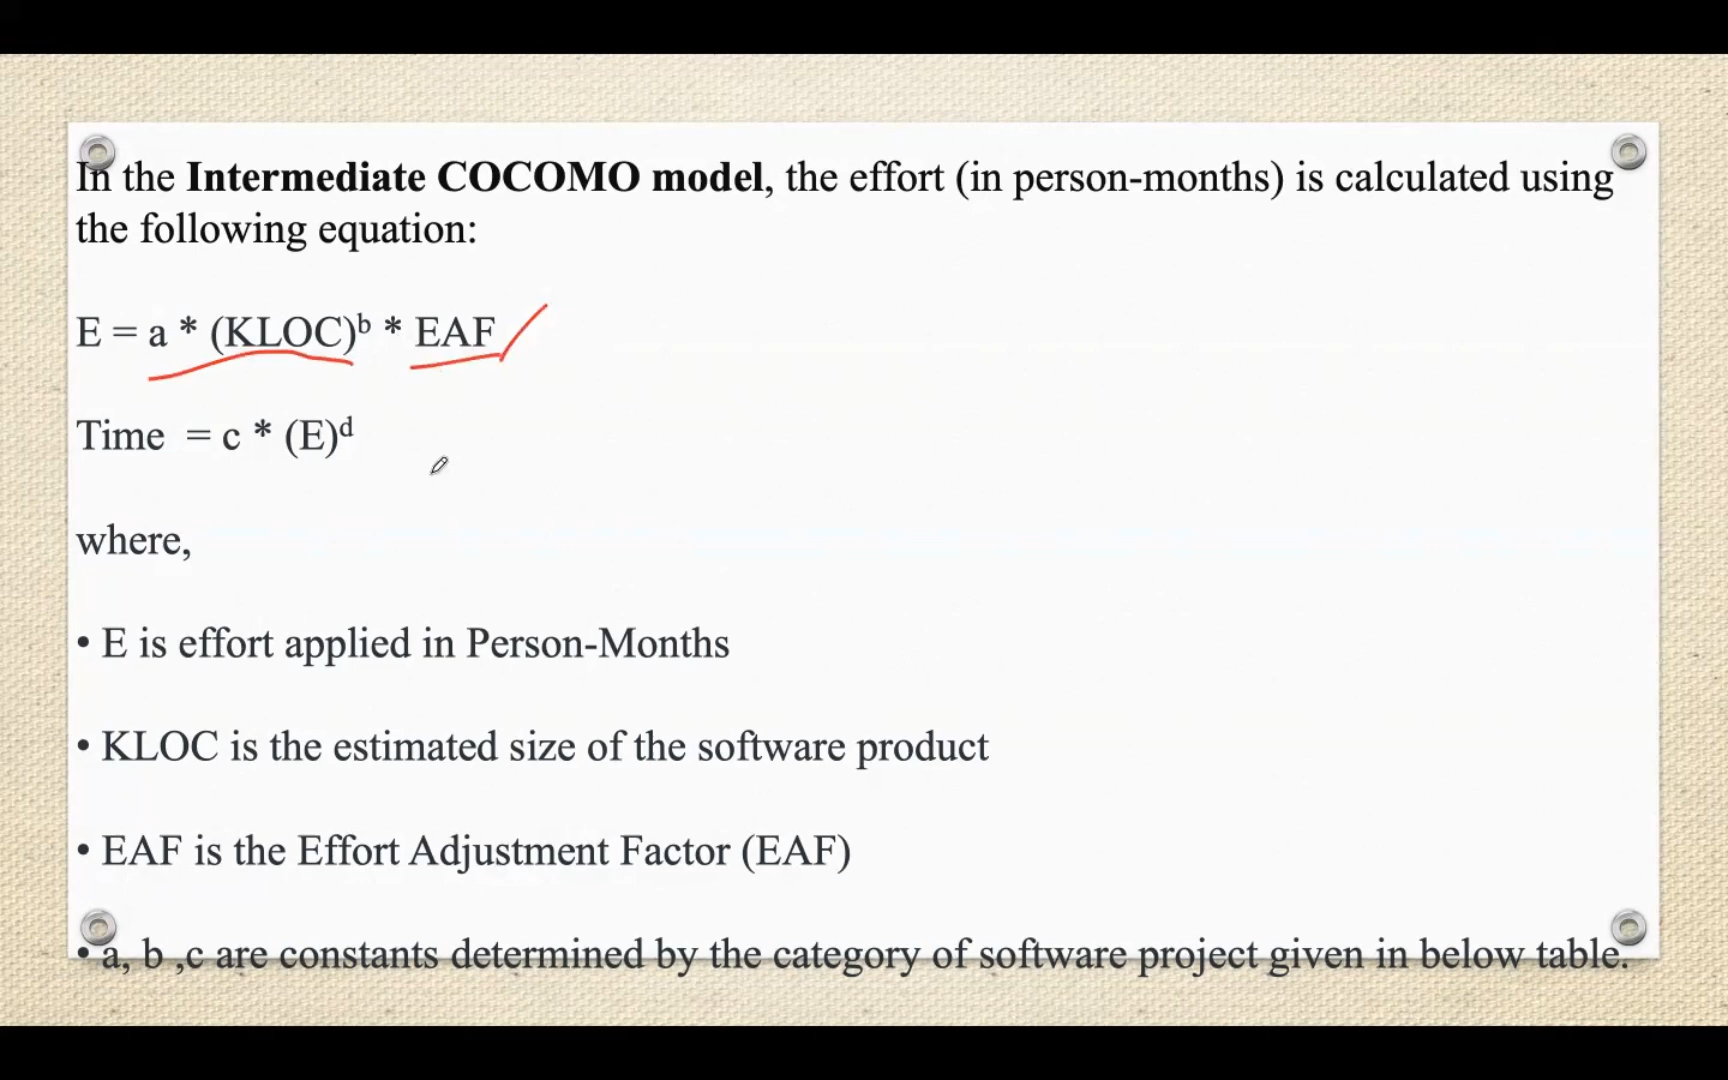 In the Intermediate COCOMO model, the effort (in person-months) is calculated using
the following equation:
E = a * (KLOC)ᵇ * EAF
Time = c * (E)ᵈ
where,
• E is effort applied in Person-Months
• KLOC is the estimated size of the software product
• EAF is the Effort Adjustment Factor (EAF)
• a, b ,c are constants determined by the category of software project given in below table.